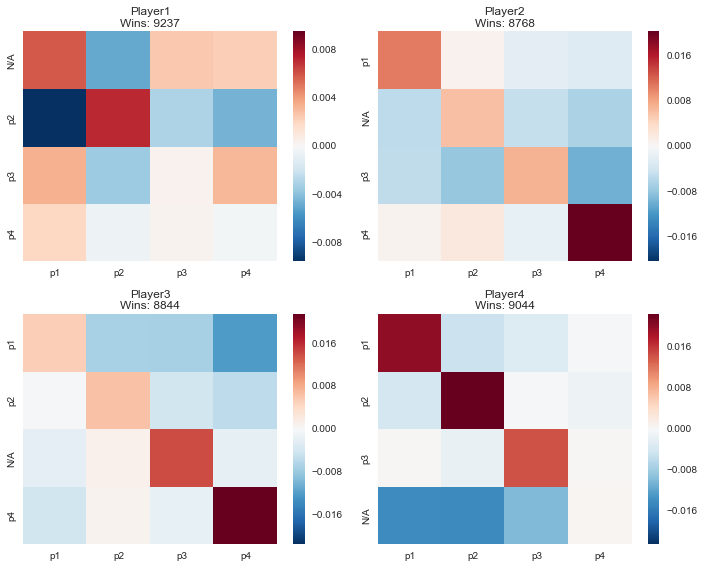 Player1
Wins: 9237
N/A
p2
p3
p4
p1
p2
p3
p4
0.008
0.004
0.000
−0.004
−0.008
Player2
Wins: 8768
p1
N/A
p3
p4
p1
p2
p3
p4
0.016
0.008
0.000
−0.008
−0.016
Player3
Wins: 8844
p1
p2
N/A
p4
p1
p2
p3
p4
0.016
0.008
0.000
−0.008
−0.016
Player4
Wins: 9044
p1
p2
p3
N/A
p1
p2
p3
p4
0.016
0.008
0.000
−0.008
−0.016